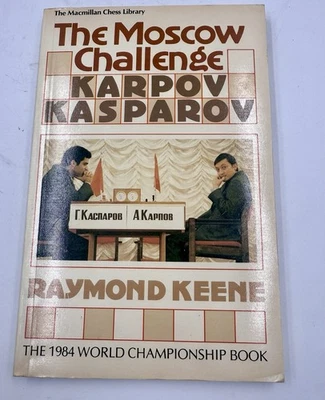 The Macmillan Chess Library
The Moscow
Challenge
KARPOV
KASPAROV
Г.КАСПАРОВ А.КАРПОВ
RAYMOND KEENE
THE 1984 WORLD CHAMPIONSHIP BOOK